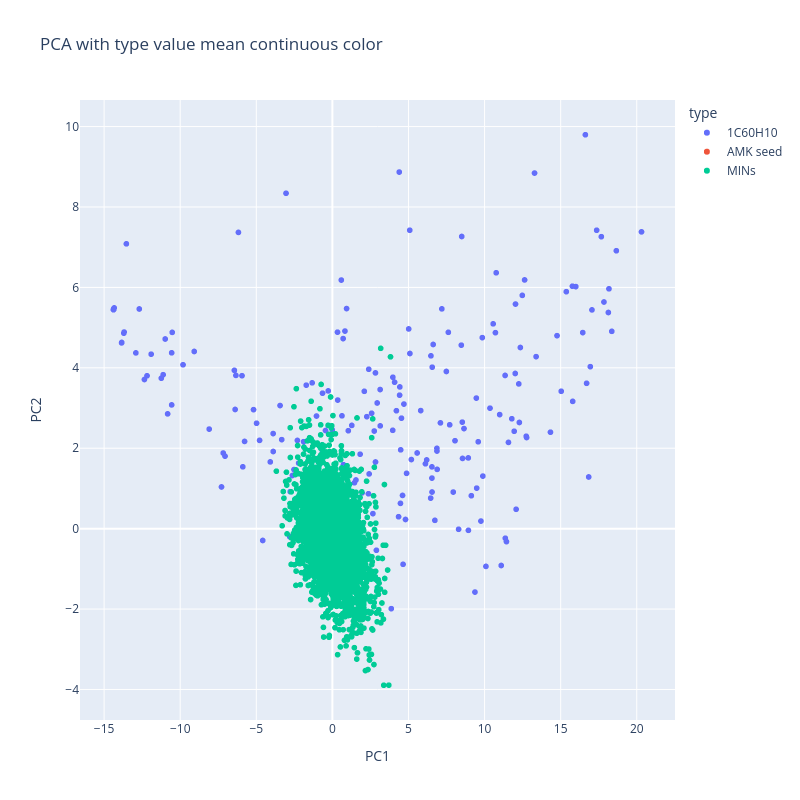 PCA with type value mean continuous color
type
1C60H10
AMK seed
MINs
10
8
6
4
2
0
−2
−4
PC2
−15
−10
−5
0
5
10
15
20
PC1